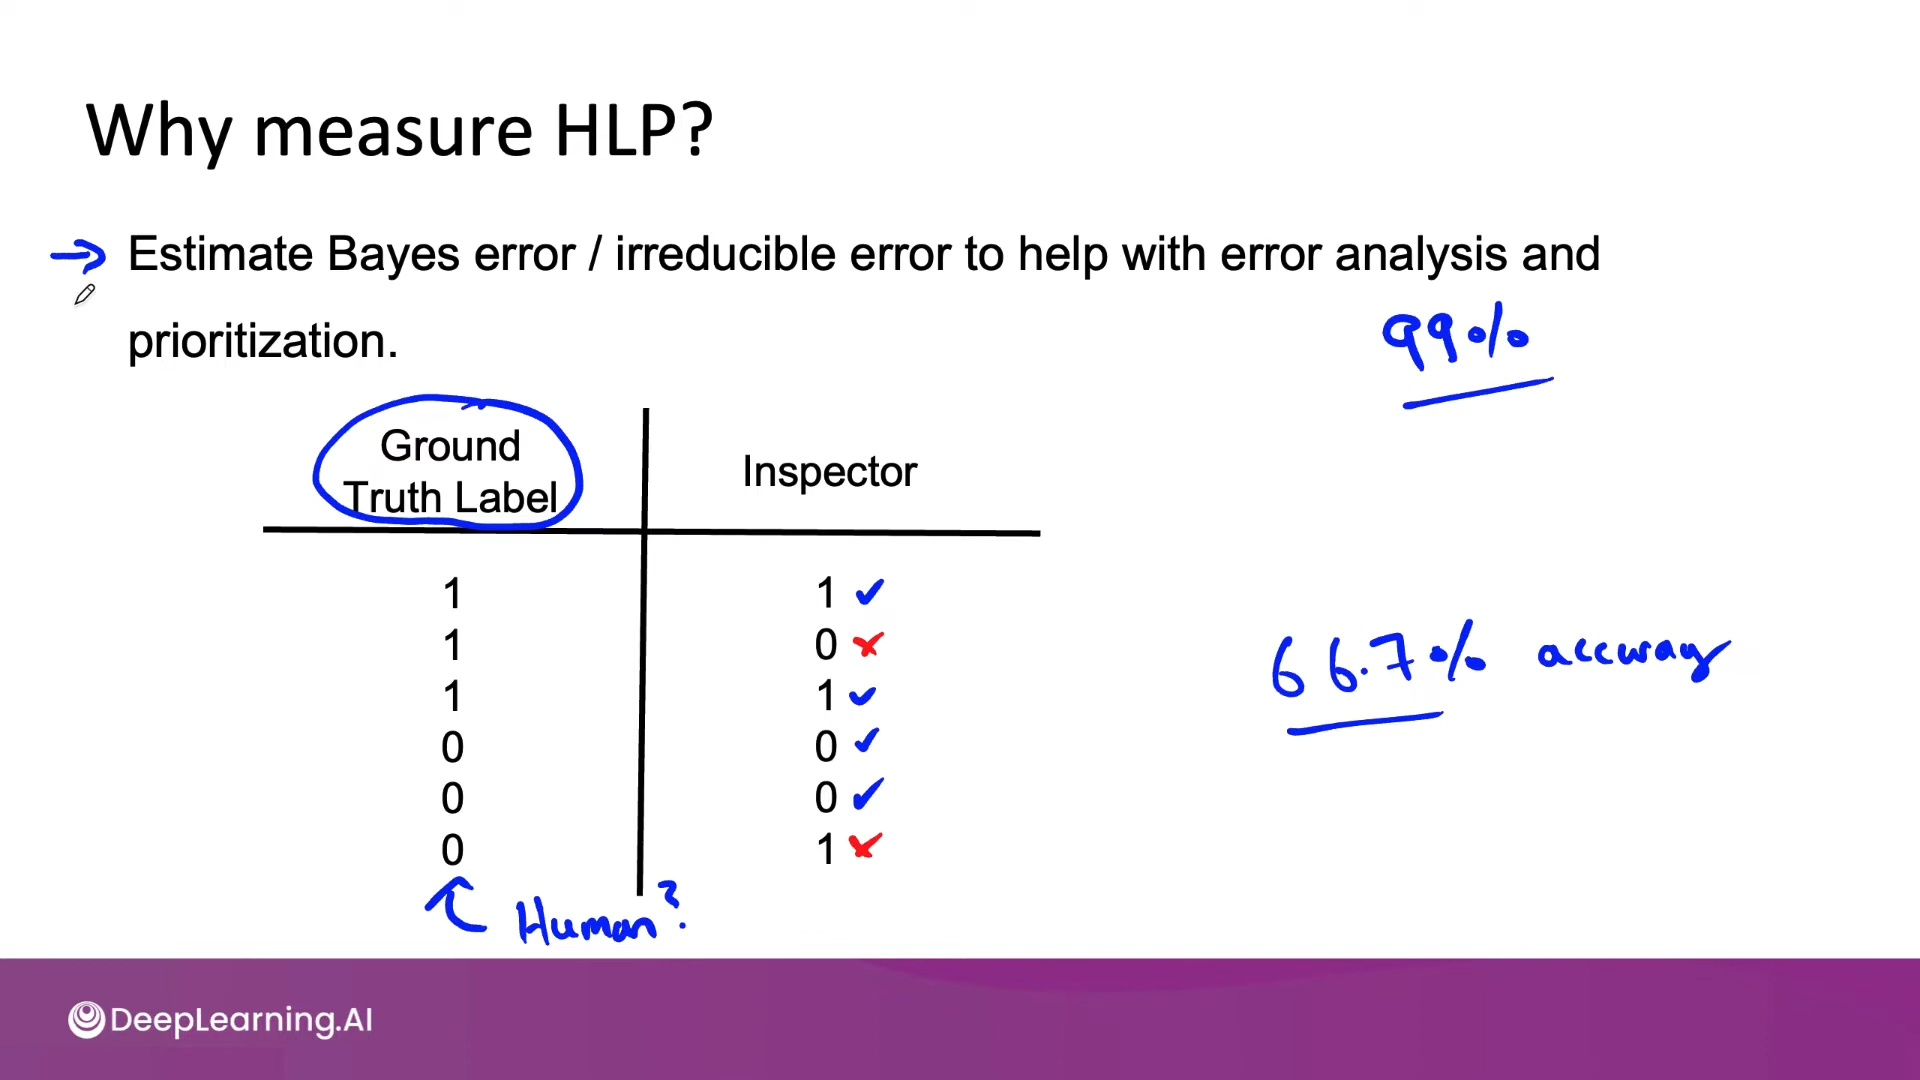 Why measure HLP?
Estimate Bayes error / irreducible error to help with error analysis and
prioritization.
99%
Ground
Truth Label
Inspector
1 1
1 0
1 1
0 0
0 0
0 1
66.7% accuracy
Human?
DeepLearning.AI